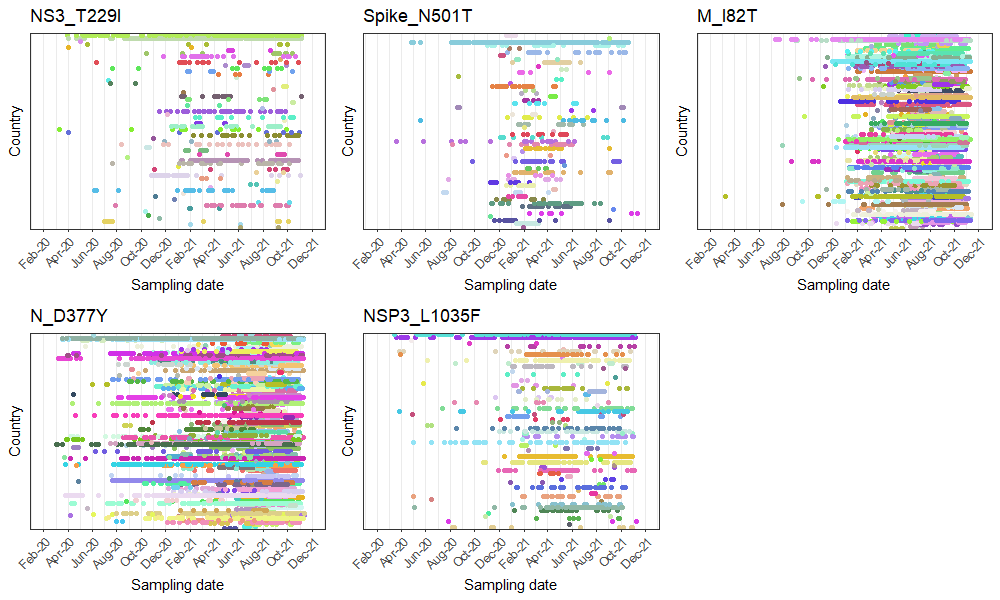 NS3_T229I
Spike_N501T
M_I82T
Country
Country
Country
Feb-20 Apr-20 Jun-20 Aug-20 Oct-20 Dec-20 Feb-21 Apr-21 Jun-21 Aug-21 Oct-21 Dec-21
Feb-20 Apr-20 Jun-20 Aug-20 Oct-20 Dec-20 Feb-21 Apr-21 Jun-21 Aug-21 Oct-21 Dec-21
Feb-20 Apr-20 Jun-20 Aug-20 Oct-20 Dec-20 Feb-21 Apr-21 Jun-21 Aug-21 Oct-21 Dec-21
Sampling date
Sampling date
Sampling date
N_D377Y
NSP3_L1035F
Country
Country
Feb-20 Apr-20 Jun-20 Aug-20 Oct-20 Dec-20 Feb-21 Apr-21 Jun-21 Aug-21 Oct-21 Dec-21
Feb-20 Apr-20 Jun-20 Aug-20 Oct-20 Dec-20 Feb-21 Apr-21 Jun-21 Aug-21 Oct-21 Dec-21
Sampling date
Sampling date